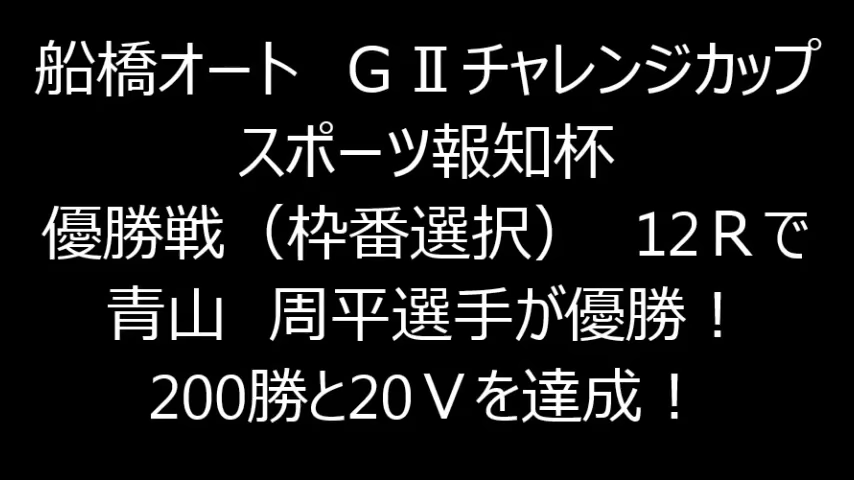 船橋オート　ＧⅡチャレンジカップ
スポーツ報知杯
優勝戦（枠番選択）　12Ｒで
青山　周平選手が優勝！
200勝と20Ｖを達成！